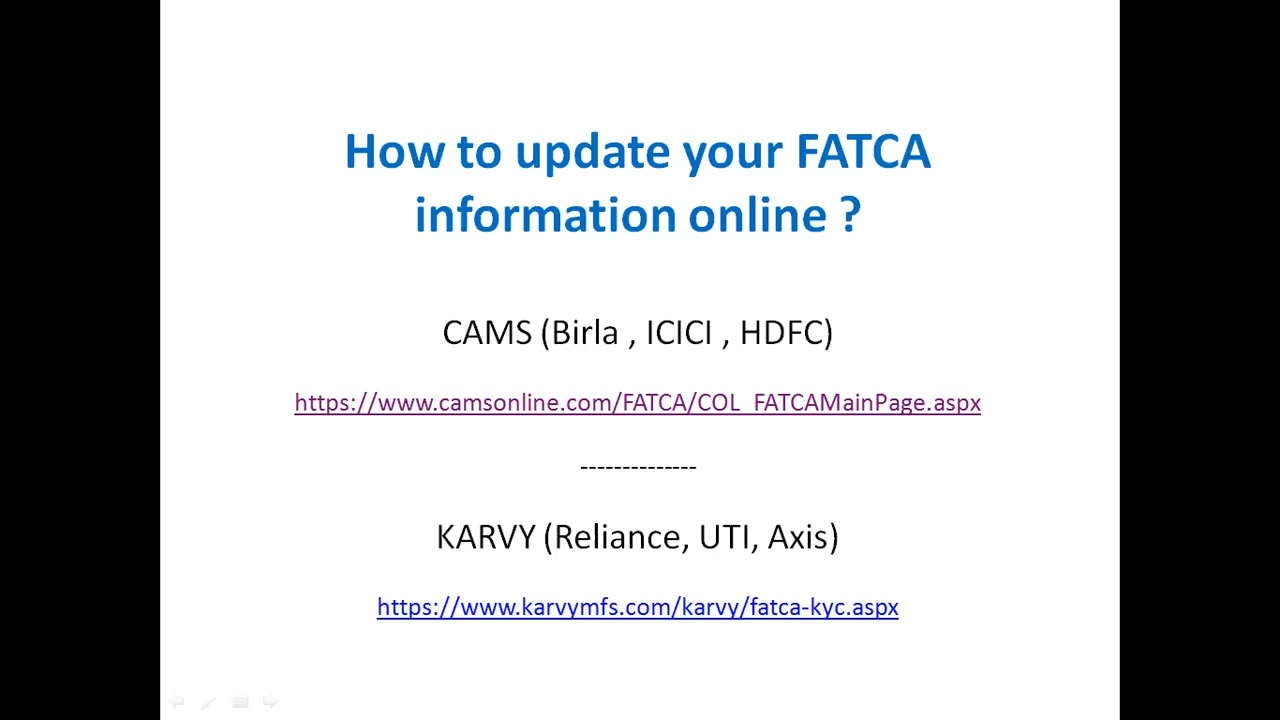 How to update your FATCA
information online ?
CAMS (Birla , ICICI , HDFC)
https://www.camsonline.com/FATCA/COL_FATCAMainPage.aspx
--------------
KARVY (Reliance, UTI, Axis)
https://www.karvymfs.com/karvy/fatca-kyc.aspx